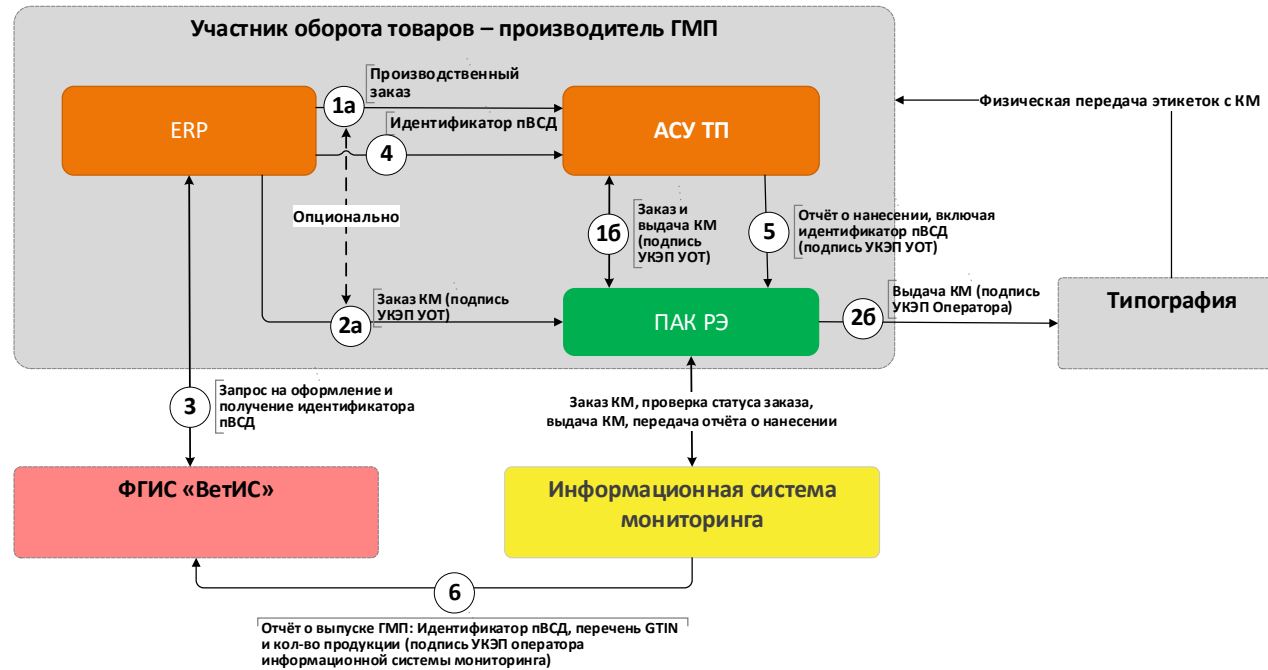 Участник оборота товаров – производитель ГМП
Производственный
заказ
1а
ERP
АСУ ТП
Идентификатор пВСД
4
Физическая передача этикеток с КМ
Опционально
1б
Заказ и
выдача КМ
(подпись
УКЭП УОТ)
5
Отчёт о нанесении, включая
идентификатор пВСД
(подпись УКЭП УОТ)
2а
Заказ КМ (подпись
УКЭП УОТ)
ПАК РЭ
2б
Выдача КМ (подпись
УКЭП Оператора)
Типография
3
Запрос на оформление и
получение идентификатора
пВСД
Заказ КМ, проверка статуса заказа,
выдача КМ, передача отчёта о нанесении
ФГИС «ВетИС»
Информационная система
мониторинга
6
Отчёт о выпуске ГМП: Идентификатор пВСД, перечень GTIN
и кол-во продукции (подпись УКЭП оператора
информационной системы мониторинга)